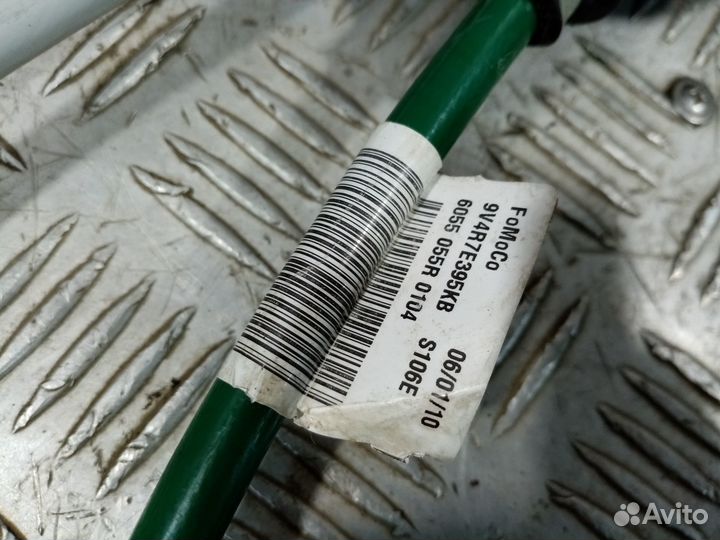 FoMoCo
9V4R7E395KB
6055 055R 0104
06/01/10
S106E
Avito